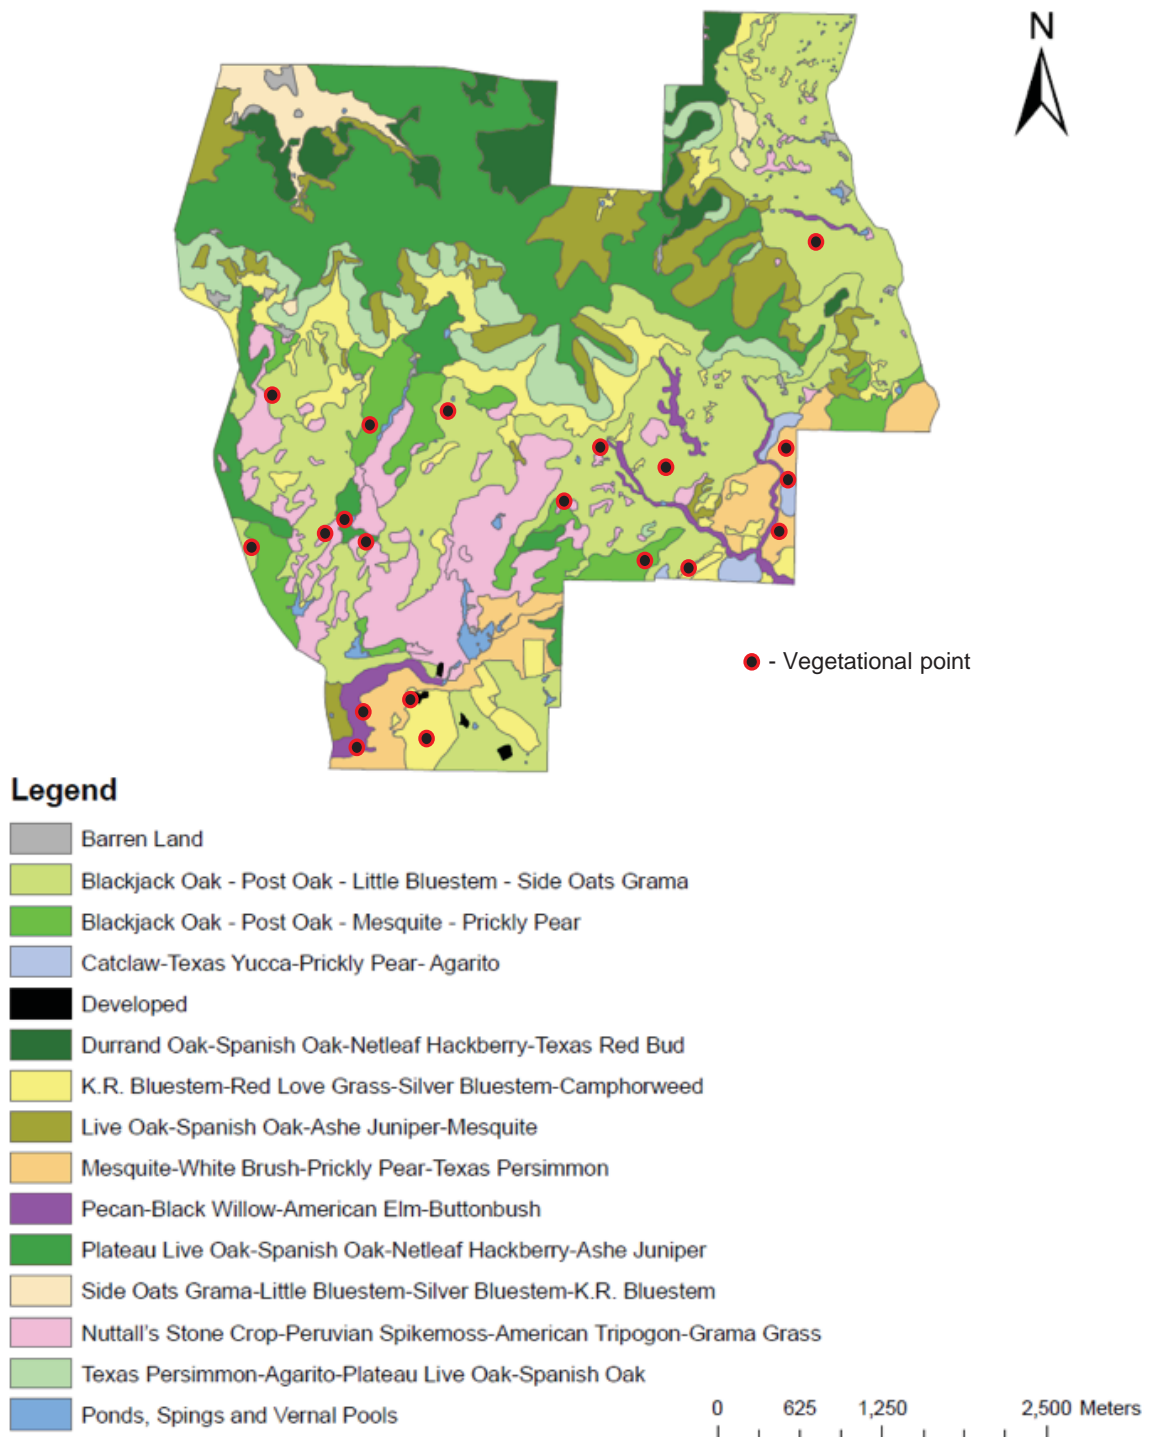 N
- Vegetational point
Legend
Barren Land
Blackjack Oak - Post Oak - Little Bluestem - Side Oats Grama
Blackjack Oak - Post Oak - Mesquite - Prickly Pear
Catclaw-Texas Yucca-Prickly Pear- Agarito
Developed
Durrand Oak-Spanish Oak-Netleaf Hackberry-Texas Red Bud
K.R. Bluestem-Red Love Grass-Silver Bluestem-Camphorweed
Live Oak-Spanish Oak-Ashe Juniper-Mesquite
Mesquite-White Brush-Prickly Pear-Texas Persimmon
Pecan-Black Willow-American Elm-Buttonbush
Plateau Live Oak-Spanish Oak-Netleaf Hackberry-Ashe Juniper
Side Oats Grama-Little Bluestem-Silver Bluestem-K.R. Bluestem
Nuttall's Stone Crop-Peruvian Spikemoss-American Tripogon-Grama Grass
Texas Persimmon-Agarito-Plateau Live Oak-Spanish Oak
Ponds, Spings and Vernal Pools
0 625 1,250 2,500 Meters